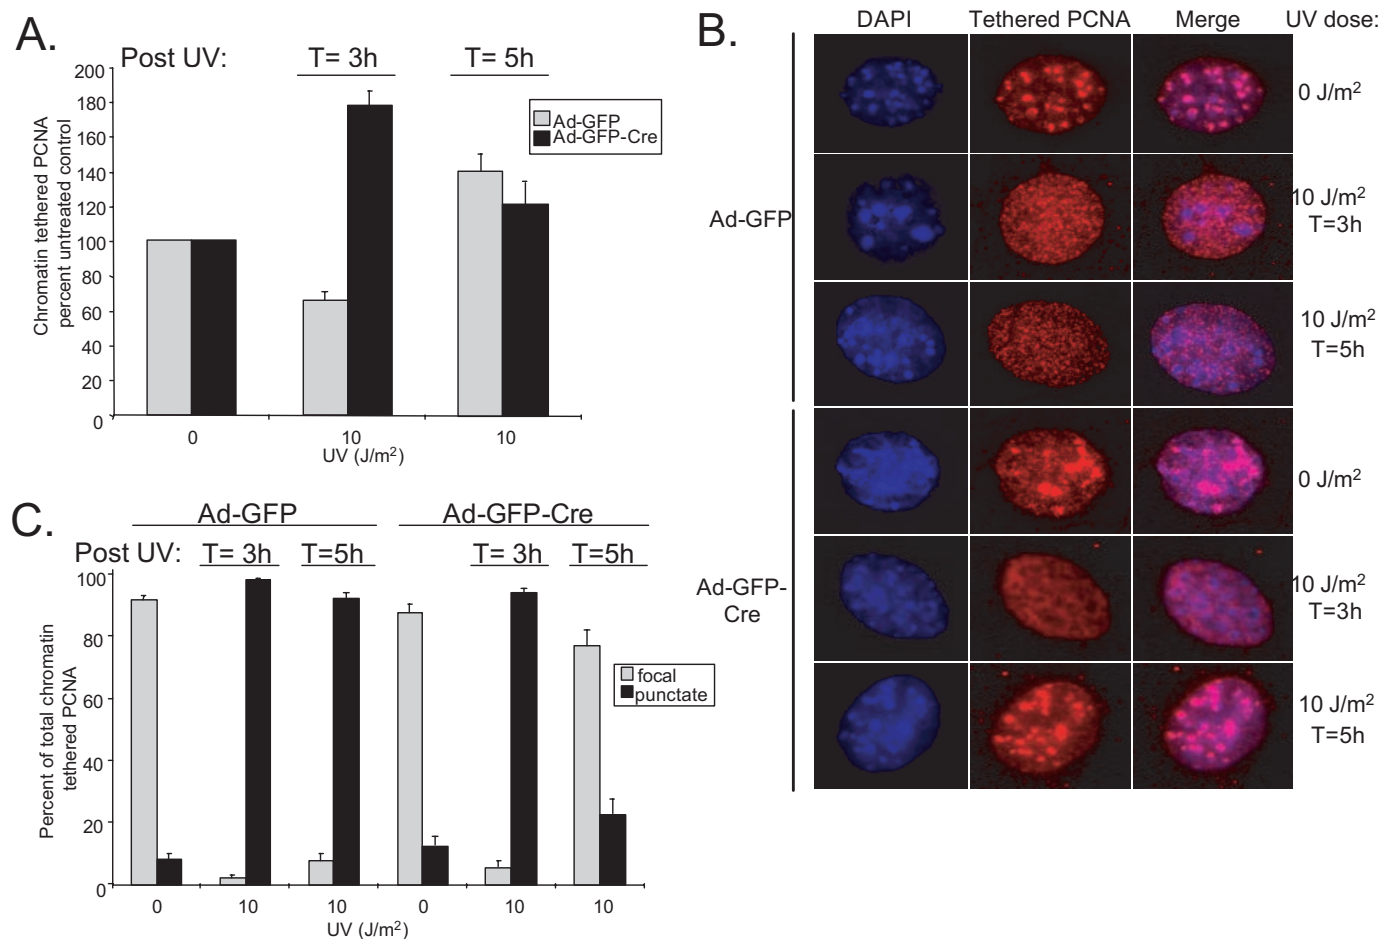 A.
Post UV: T= 3h T= 5h
Chromatin tethered PCNA
percent untreated control
200
180
160
140
120
100
80
60
40
20
0
Ad-GFP
Ad-GFP-Cre
0 10 10
UV (J/m²)
B.
DAPI Tethered PCNA Merge UV dose:
Ad-GFP
0 J/m²
10 J/m²
T=3h
10 J/m²
T=5h
Ad-GFP-
Cre
0 J/m²
10 J/m²
T=3h
10 J/m²
T=5h
C.
Ad-GFP Ad-GFP-Cre
Post UV: T= 3h T=5h T= 3h T=5h
Percent of total chromatin
tethered PCNA
100
80
60
40
20
0
focal
punctate
0 10 10 0 10 10
UV (J/m²)